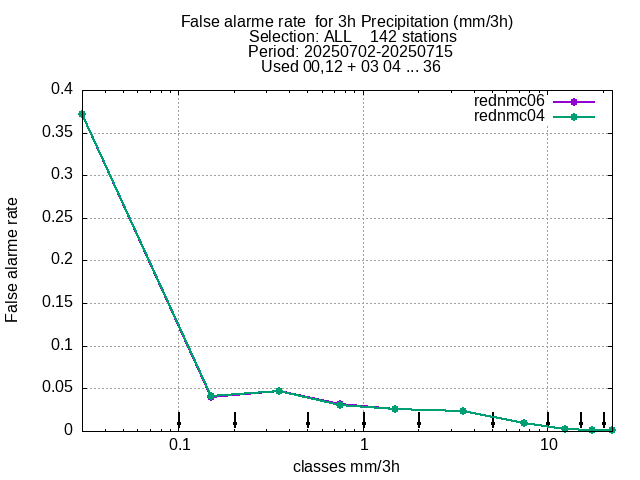 False alarme rate  for 3h Precipitation (mm/3h)
Selection: ALL    142 stations
Period: 20250702-20250715
Used 00,12 + 03 04 ... 36
rednmc06
rednmc04
0.4
0.35
0.3
0.25
0.2
0.15
0.1
0.05
0
False alarme rate
0.1
1
10
classes mm/3h